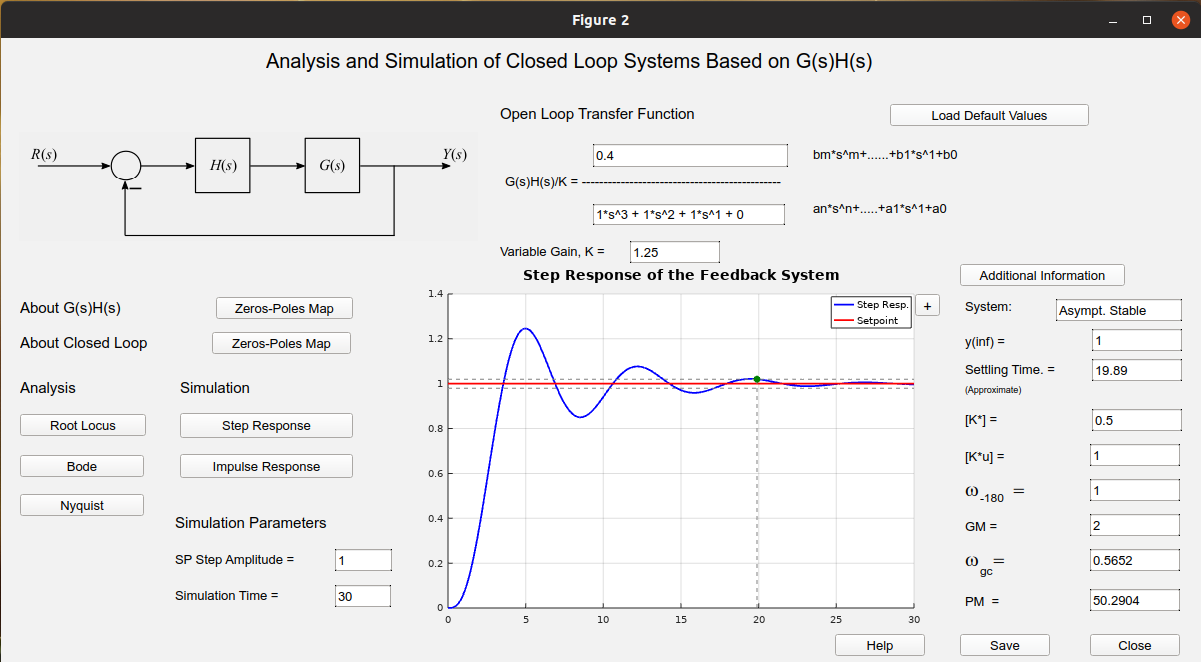 Figure 2
Analysis and Simulation of Closed Loop Systems Based on G(s)H(s)
Open Loop Transfer Function
Load Default Values
R(s)
H(s)
G(s)
Y(s)
0.4
bm*s^m+......+b1*s^1+b0
G(s)H(s)/K = ---------------------------------------------
1*s^3 + 1*s^2 + 1*s^1 + 0
an*s^n+.....+a1*s^1+a0
Variable Gain, K =
1.25
About G(s)H(s)
Zeros-Poles Map
About Closed Loop
Zeros-Poles Map
Analysis
Simulation
Root Locus
Step Response
Bode
Impulse Response
Nyquist
Simulation Parameters
SP Step Amplitude =
1
Simulation Time =
30
Step Response of the Feedback System
Step Resp.
Setpoint
+
1.4
1.2
1
0.8
0.6
0.4
0.2
0
0 5 10 15 20 25 30
Additional Information
System:
Asympt. Stable
y(inf) =
1
Settling Time. =
19.89
(Approximate)
[K*] =
0.5
[K*u] =
1
ω-180 =
1
GM =
2
ωgc =
0.5652
PM =
50.2904
Help
Save
Close